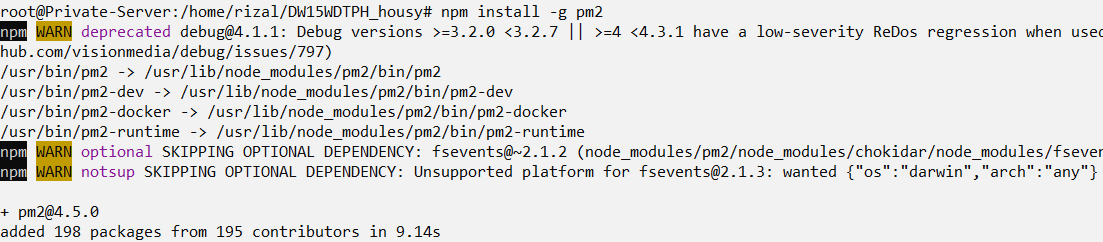 root@Private-Server:/home/rizal/DW15WDTPH_housy# npm install -g pm2
npm WARN deprecated debug@4.1.1: Debug versions >=3.2.0 <3.2.7 || >=4 <4.3.1 have a low-severity ReDos regression when used
hub.com/visionmedia/debug/issues/797)
/usr/bin/pm2 -> /usr/lib/node_modules/pm2/bin/pm2
/usr/bin/pm2-dev -> /usr/lib/node_modules/pm2/bin/pm2-dev
/usr/bin/pm2-docker -> /usr/lib/node_modules/pm2/bin/pm2-docker
/usr/bin/pm2-runtime -> /usr/lib/node_modules/pm2/bin/pm2-runtime
npm WARN optional SKIPPING OPTIONAL DEPENDENCY: fsevents@~2.1.2 (node_modules/pm2/node_modules/chokidar/node_modules/fseven
npm WARN notsup SKIPPING OPTIONAL DEPENDENCY: Unsupported platform for fsevents@2.1.3: wanted {"os":"darwin","arch":"any"}
+ pm2@4.5.0
added 198 packages from 195 contributors in 9.14s